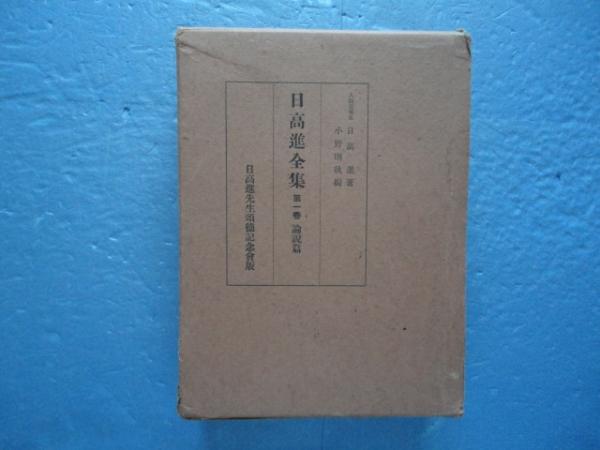 日高進著
小野明執編
日高進全集 第一巻 論説篇
日高進先生頌徳記念會版